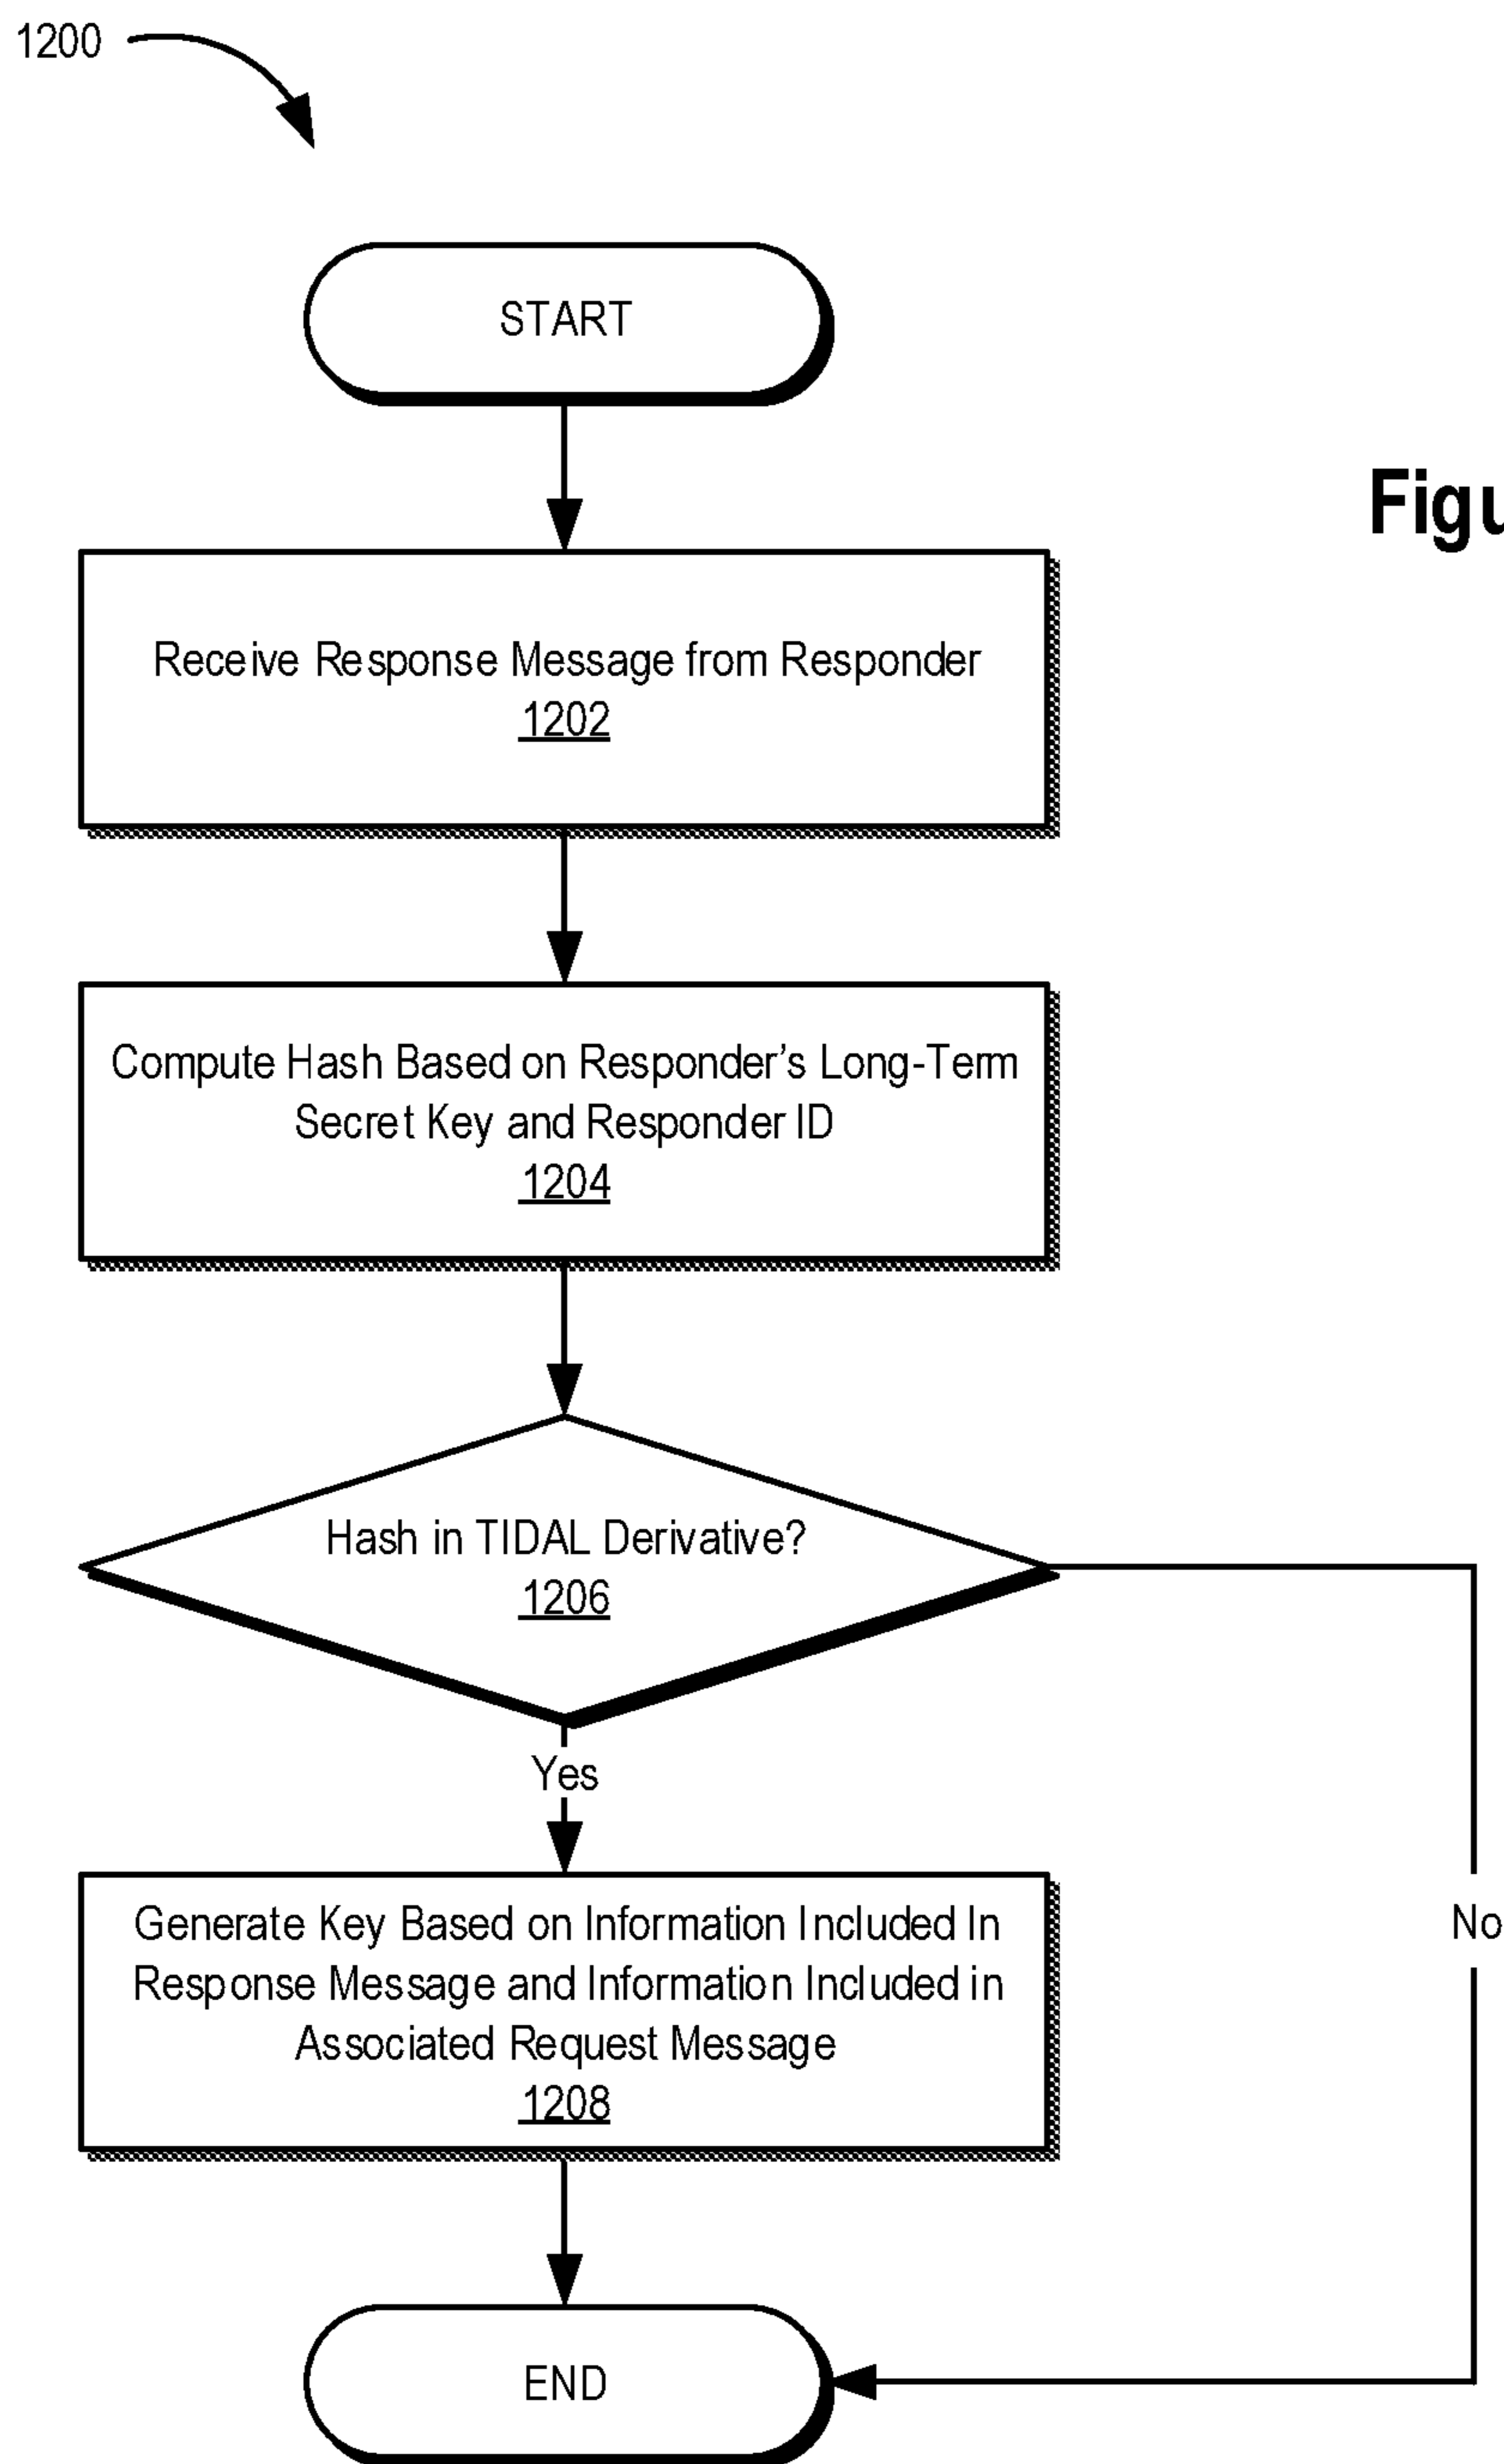 1200
START
Figu
Receive Response Message from Responder
1202
Compute Hash Based on Responder's Long-Term
Secret Key and Responder ID
1204
Hash in TIDAL Derivative?
1206
Yes
Generate Key Based on Information Included In
No
Response Message and Information Included in
Associated Request Message
1208
END